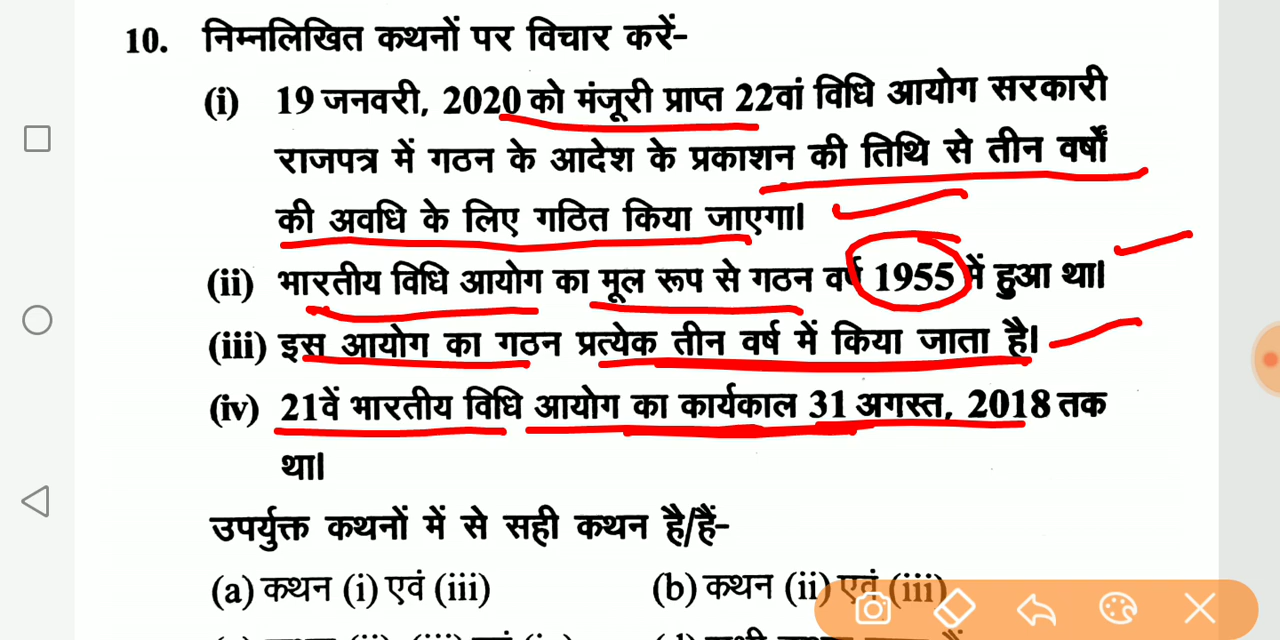 10. निम्नलिखित कथनों पर विचार करें-
(i) 19 जनवरी, 2020 को मंजूरी प्राप्त 22वां विधि आयोग सरकारी
राजपत्र में गठन के आदेश के प्रकाशन की तिथि से तीन वर्षों
की अवधि के लिए गठित किया जाएगा।
(ii) भारतीय विधि आयोग का मूल रूप से गठन वर्ष 1955 में हुआ था।
(iii) इस आयोग का गठन प्रत्येक तीन वर्ष में किया जाता है।
(iv) 21वें भारतीय विधि आयोग का कार्यकाल 31 अगस्त, 2018 तक
था।
उपर्युक्त कथनों में से सही कथन है/हैं-
(a) कथन (i) एवं (iii) (b) कथन (ii) एवं (iii)